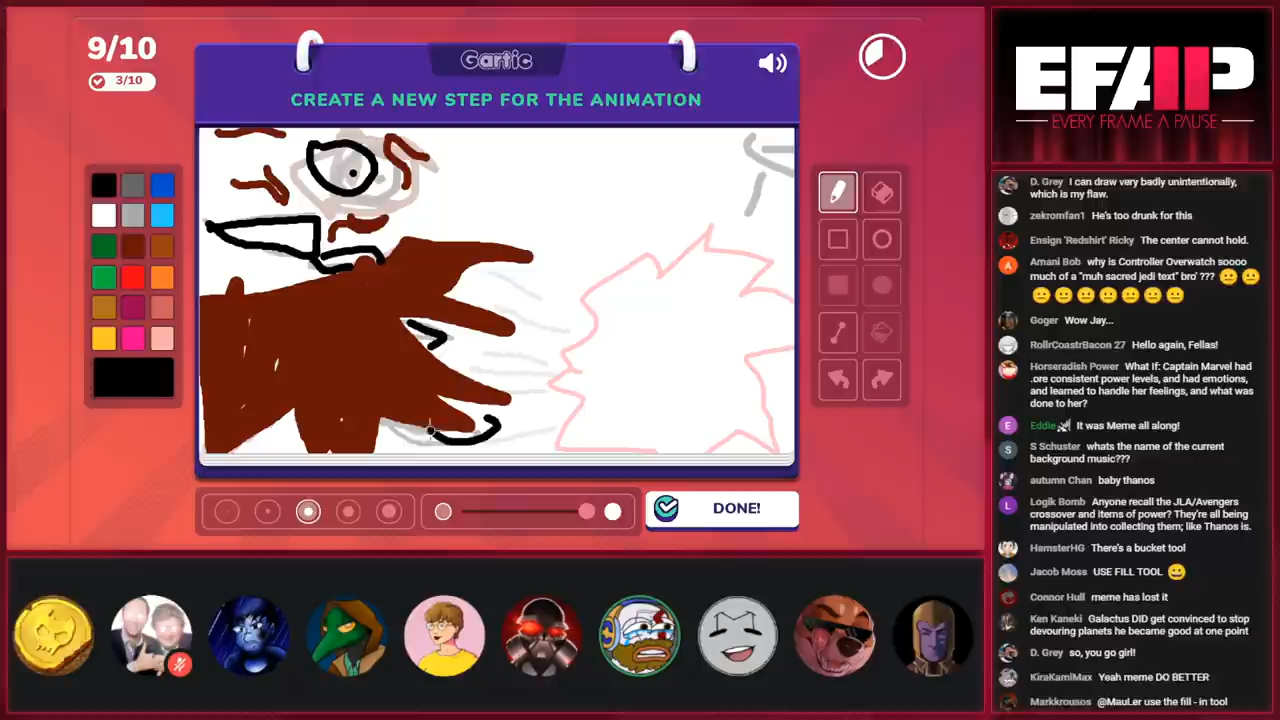 9/10
3/10
Gartic
CREATE A NEW STEP FOR THE ANIMATION
DONE!
EFAP
EVERY FRAME A PAUSE
D. Grey I can draw very badly unintentionally,
which is my flaw.
zekromfan1 He's too drunk for this
Ensign 'Redshirt' Ricky The center cannot hold.
Amani Bob why is Controller Overwatch soooo
much of a "muh sacred jedi text" bro' ??? 😐 😐
😐 😐 😐 😐 😐 😐 😐
Goger Wow Jay...
RollrCoastrBacon 27 Hello again, Fellas!
Horseradish Power What If: Captain Marvel had
.ore consistent power levels, and had emotions,
and learned to handle her feelings, and what was
done to her?
Eddie It was Meme all along!
S Schuster whats the name of the current
background music???
autumn Chan baby thanos
Logik Bomb Anyone recall the JLA/Avengers
crossover and items of power? They're all being
manipulated into collecting them; like Thanos is.
HamsterHG There's a bucket tool
Jacob Moss USE FILL TOOL 😀
Connor Hull meme has lost it
Ken Kaneki Galactus DID get convinced to stop
devouring planets he became good at one point
D. Grey so, you go girl!
KiraKamiMax Yeah meme DO BETTER
Markkrousos @MauLer use the fill - in tool